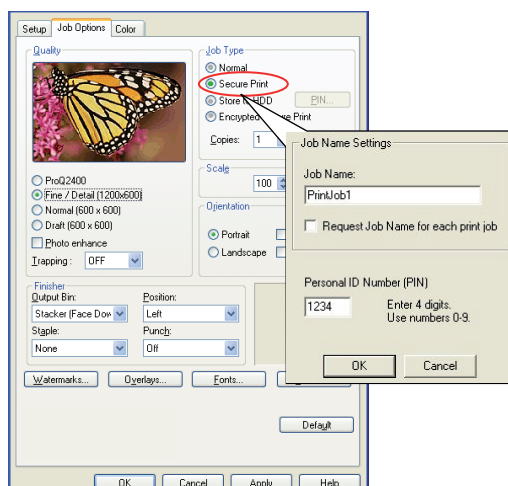 Setup Job Options Color
Quality
ProQ2400
Fine / Detail (1200x600)
Normal (600 x 600)
Draft (600 x 600)
Photo enhance
Trapping : OFF
Job Type
Normal
Secure Print
Store to HDD PIN...
Encrypted
Print
Copies: 1
Scale
100
Orientation
Portrait
Landscape
Finisher
Output Bin: Position:
Stacker (Face Dow Left
Staple: Punch:
None Off
Watermarks... Overlays... Fonts...
Default
OK Cancel Apply Help
Job Name Settings
Job Name:
PrintJob1
Request Job Name for each print job
Personal ID Number (PIN)
1234 Enter 4 digits.
Use numbers 0-9.
OK Cancel